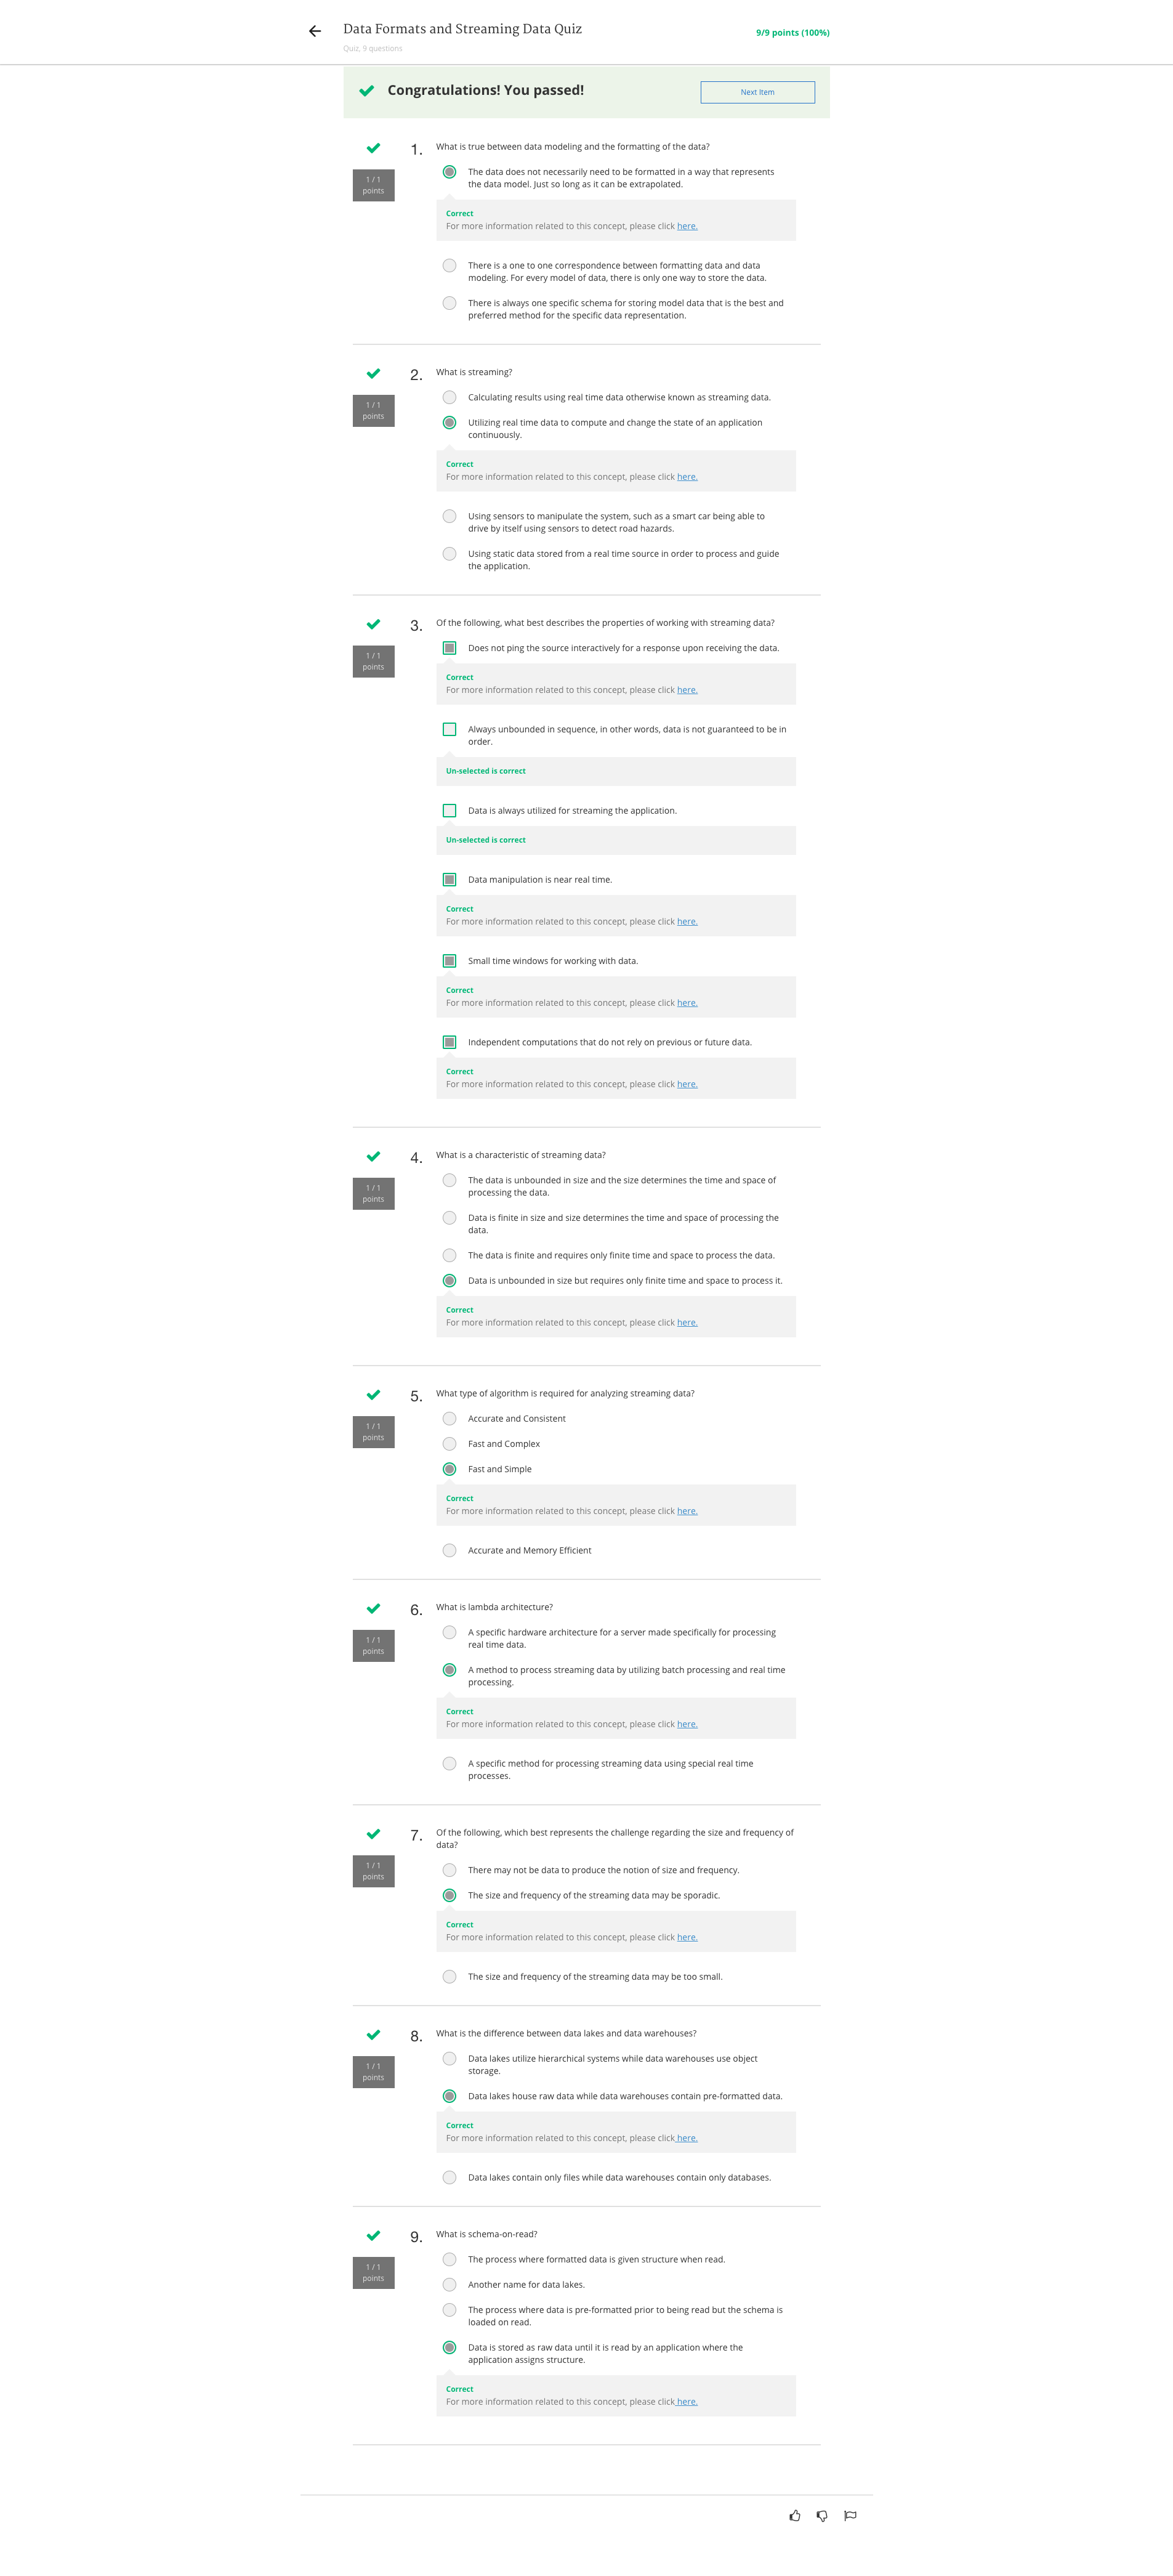 Data Formats and Streaming Data Quiz
9/9 points (100%)
Quiz, 9 questions
Congratulations! You passed!
Next Item
1.
What is true between data modeling and the formatting of the data?
1 / 1
points
The data does not necessarily need to be formatted in a way that represents
the data model. Just so long as it can be extrapolated.
Correct
For more information related to this concept, please click here.
There is a one to one correspondence between formatting data and data
modeling. For every model of data, there is only one way to store the data.
There is always one specific schema for storing model data that is the best and
preferred method for the specific data representation.
2.
What is streaming?
1 / 1
points
Calculating results using real time data otherwise known as streaming data.
Utilizing real time data to compute and change the state of an application
continuously.
Correct
For more information related to this concept, please click here.
Using sensors to manipulate the system, such as a smart car being able to
drive by itself using sensors to detect road hazards.
Using static data stored from a real time source in order to process and guide
the application.
3.
Of the following, what best describes the properties of working with streaming data?
1 / 1
points
Does not ping the source interactively for a response upon receiving the data.
Correct
For more information related to this concept, please click here.
Always unbounded in sequence, in other words, data is not guaranteed to be in
order.
Un-selected is correct
Data is always utilized for streaming the application.
Un-selected is correct
Data manipulation is near real time.
Correct
For more information related to this concept, please click here.
Small time windows for working with data.
Correct
For more information related to this concept, please click here.
Independent computations that do not rely on previous or future data.
Correct
For more information related to this concept, please click here.
4.
What is a characteristic of streaming data?
1 / 1
points
The data is unbounded in size and the size determines the time and space of
processing the data.
Data is finite in size and size determines the time and space of processing the
data.
The data is finite and requires only finite time and space to process the data.
Data is unbounded in size but requires only finite time and space to process it.
Correct
For more information related to this concept, please click here.
5.
What type of algorithm is required for analyzing streaming data?
1 / 1
points
Accurate and Consistent
Fast and Complex
Fast and Simple
Correct
For more information related to this concept, please click here.
Accurate and Memory Efficient
6.
What is lambda architecture?
1 / 1
points
A specific hardware architecture for a server made specifically for processing
real time data.
A method to process streaming data by utilizing batch processing and real time
processing.
Correct
For more information related to this concept, please click here.
A specific method for processing streaming data using special real time
processes.
7.
Of the following, which best represents the challenge regarding the size and frequency of
data?
1 / 1
points
There may not be data to produce the notion of size and frequency.
The size and frequency of the streaming data may be sporadic.
Correct
For more information related to this concept, please click here.
The size and frequency of the streaming data may be too small.
8.
What is the difference between data lakes and data warehouses?
1 / 1
points
Data lakes utilize hierarchical systems while data warehouses use object
storage.
Data lakes house raw data while data warehouses contain pre-formatted data.
Correct
For more information related to this concept, please click here.
Data lakes contain only files while data warehouses contain only databases.
9.
What is schema-on-read?
1 / 1
points
The process where formatted data is given structure when read.
Another name for data lakes.
The process where data is pre-formatted prior to being read but the schema is
loaded on read.
Data is stored as raw data until it is read by an application where the
application assigns structure.
Correct
For more information related to this concept, please click here.